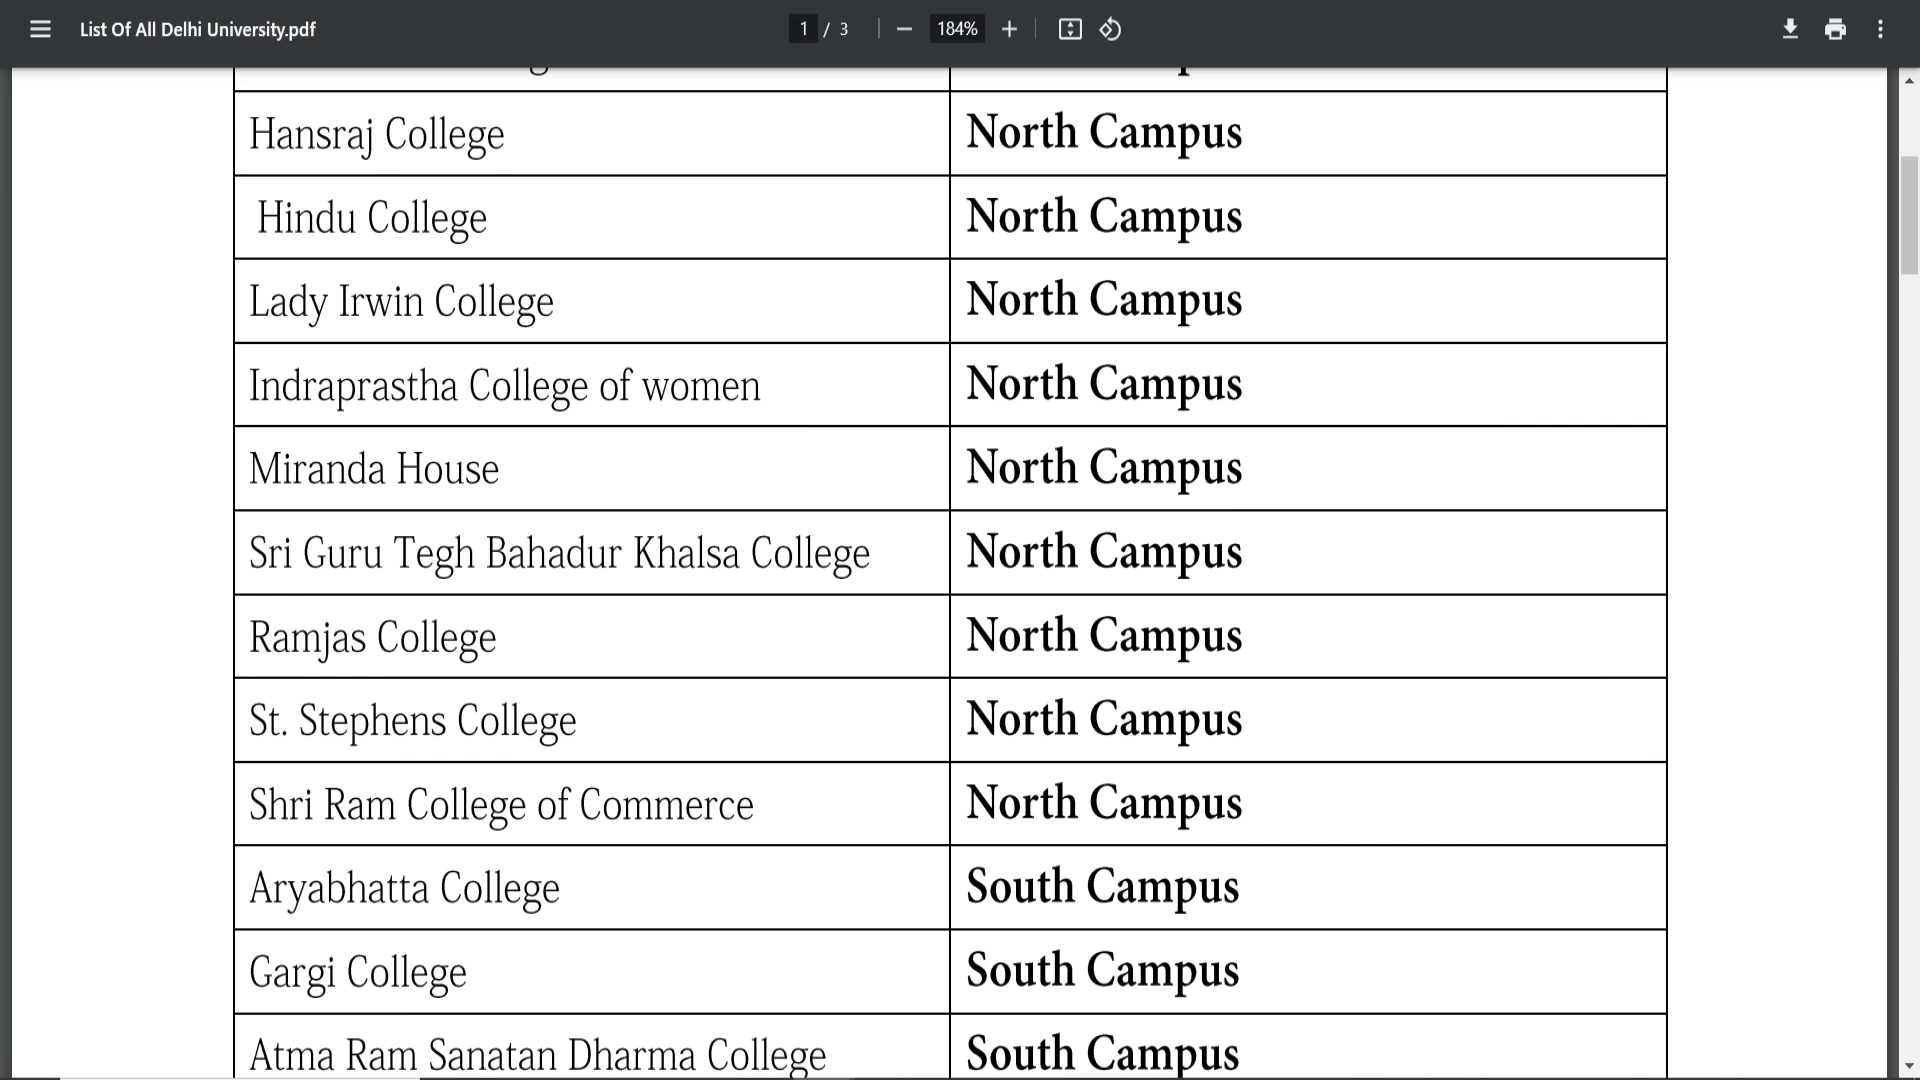 List Of All Delhi University.pdf
1 / 3
184%
Hansraj College North Campus
Hindu College North Campus
Lady Irwin College North Campus
Indraprastha College of women North Campus
Miranda House North Campus
Sri Guru Tegh Bahadur Khalsa College North Campus
Ramjas College North Campus
St. Stephens College North Campus
Shri Ram College of Commerce North Campus
Aryabhatta College South Campus
Gargi College South Campus
Atma Ram Sanatan Dharma College South Campus